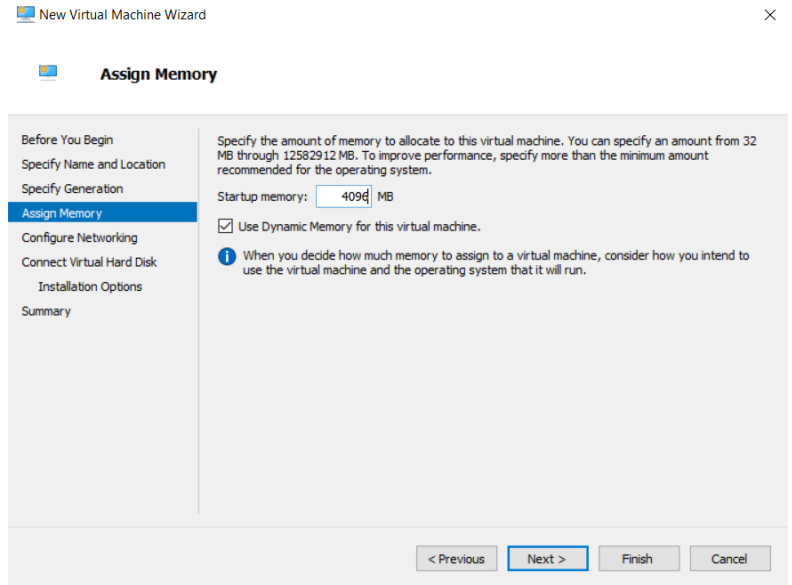 New Virtual Machine Wizard
Assign Memory
Before You Begin
Specify Name and Location
Specify Generation
Assign Memory
Configure Networking
Connect Virtual Hard Disk
Installation Options
Summary
Specify the amount of memory to allocate to this virtual machine. You can specify an amount from 32
MB through 12582912 MB. To improve performance, specify more than the minimum amount
recommended for the operating system.
Startup memory: 4096 MB
Use Dynamic Memory for this virtual machine.
When you decide how much memory to assign to a virtual machine, consider how you intend to
use the virtual machine and the operating system that it will run.
< Previous Next > Finish Cancel